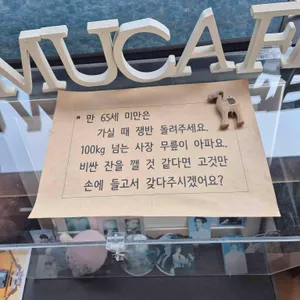 MUCAF
* 만 65세 미만은
가실 때 쟁반 돌려주세요.
100kg 넘는 사장 무릎이 아파요.
비싼 잔을 깰 것 같다면 고것만
손에 들고서 갖다주시겠어요?